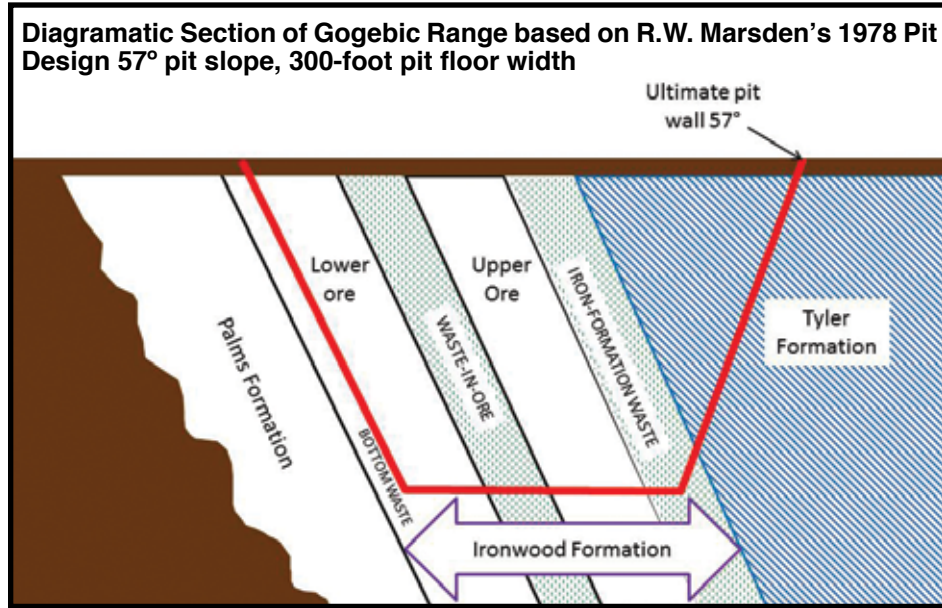 Diagramatic Section of Gogebic Range based on R.W. Marsden's 1978 Pit
Design 57º pit slope, 300-foot pit floor width
Ultimate pit
wall 57°
Lower
ore
Upper
Ore
IRON-FORMATION WASTE
WASTE-IN-ORE
Tyler
Formation
Palms Formation
BOTTOM WASTE
Ironwood Formation